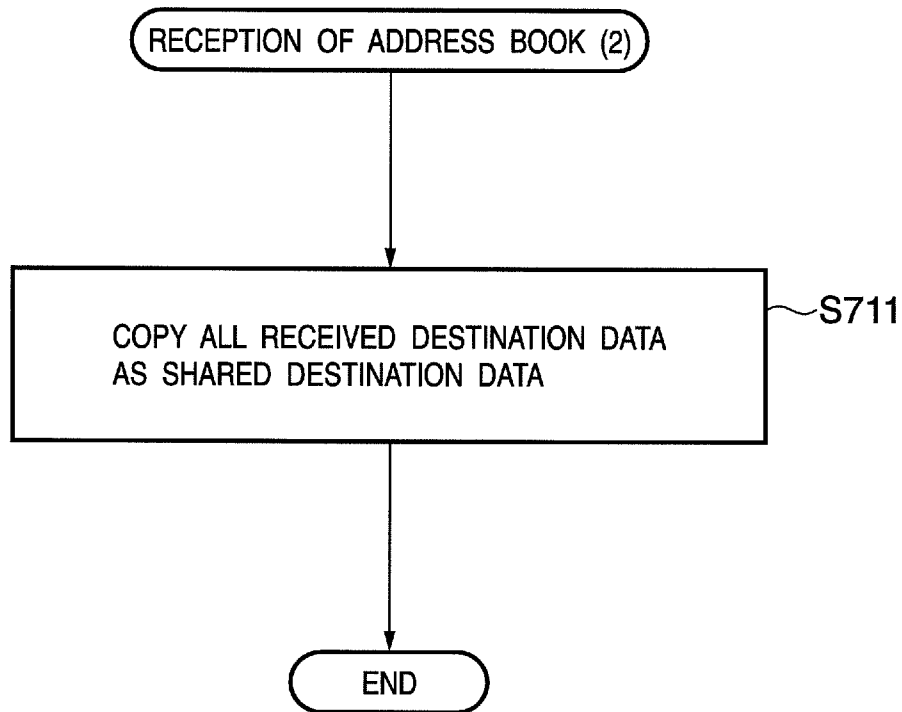 RECEPTION OF ADDRESS BOOK (2)
COPY ALL RECEIVED DESTINATION DATA
AS SHARED DESTINATION DATA
S711
END